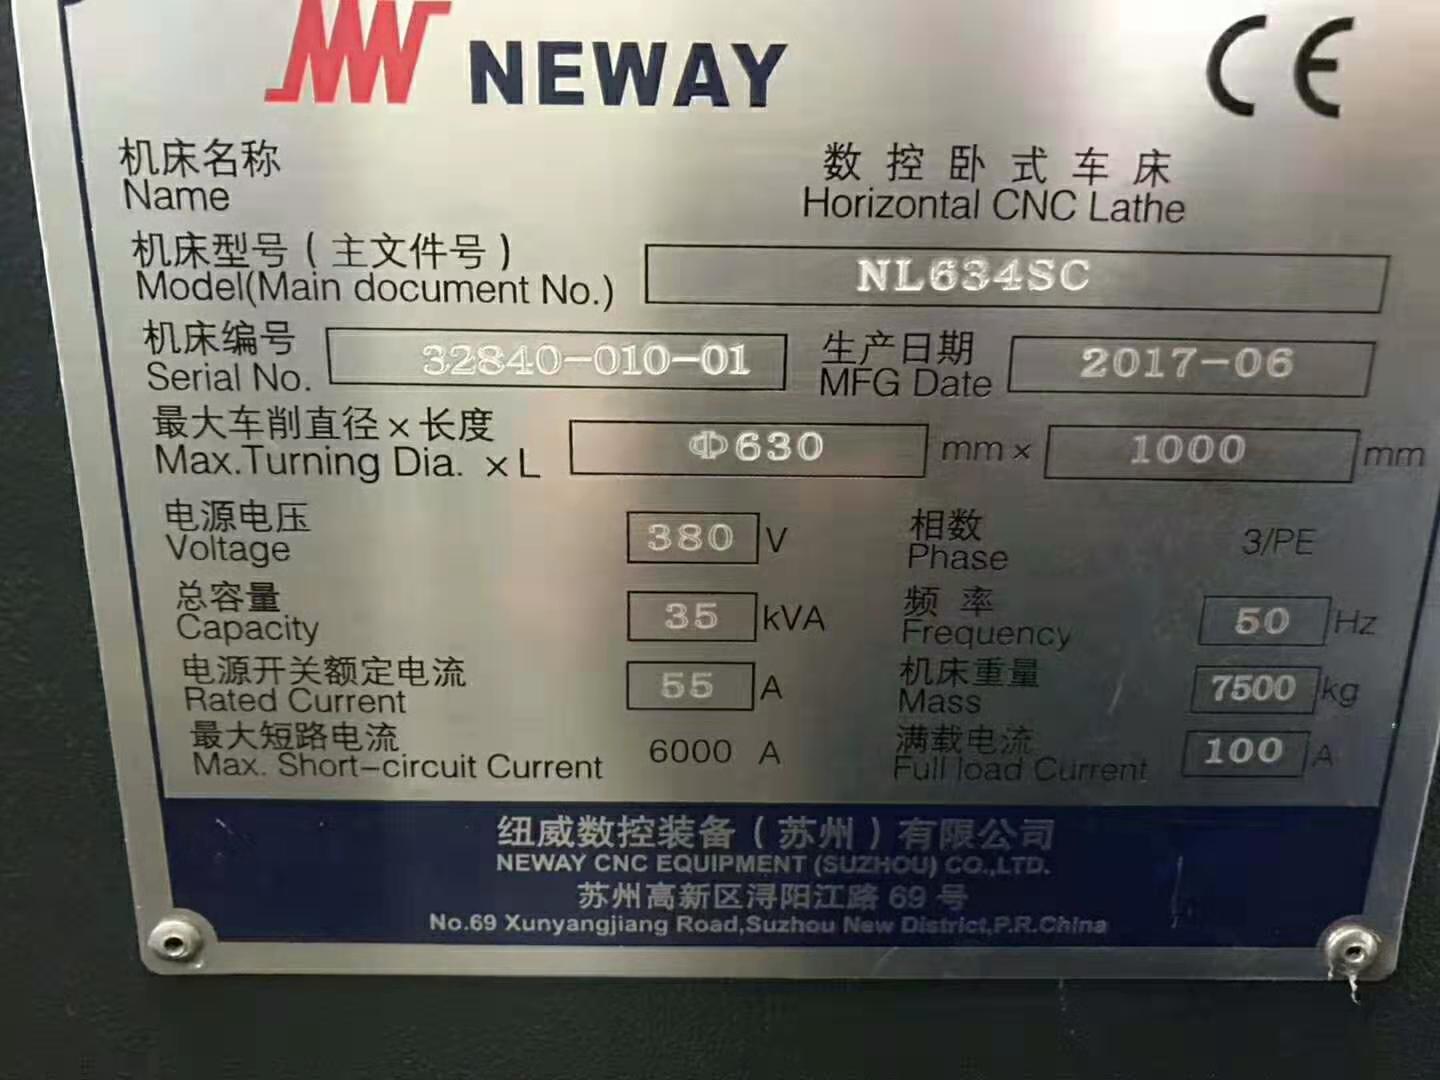 NEWAY CE
机床名称 数控卧式车床
Name Horizontal CNC Lathe
机床型号(主文件号) NL634SC
Model(Main document No.)
机床编号 32840-010-01 生产日期 2017-06
Serial No. MFG Date
最大车削直径×长度 Φ630 mm× 1000 mm
Max.Turning Dia. ×L
电源电压 380 V 相数 3/PE
Voltage Phase
总容量 35 kVA 频率 50 Hz
Capacity Frequency
电源开关额定电流 55 A 机床重量 7500 kg
Rated Current Mass
最大短路电流 6000 A 满载电流 100 A
Max. Short-circuit Current Full load Current
纽威数控装备(苏州)有限公司
NEWAY CNC EQUIPMENT (SUZHOU) CO.,LTD.
苏州高新区浔阳江路 69 号
No.69 Xunyangjiang Road,Suzhou New District,P.R.China